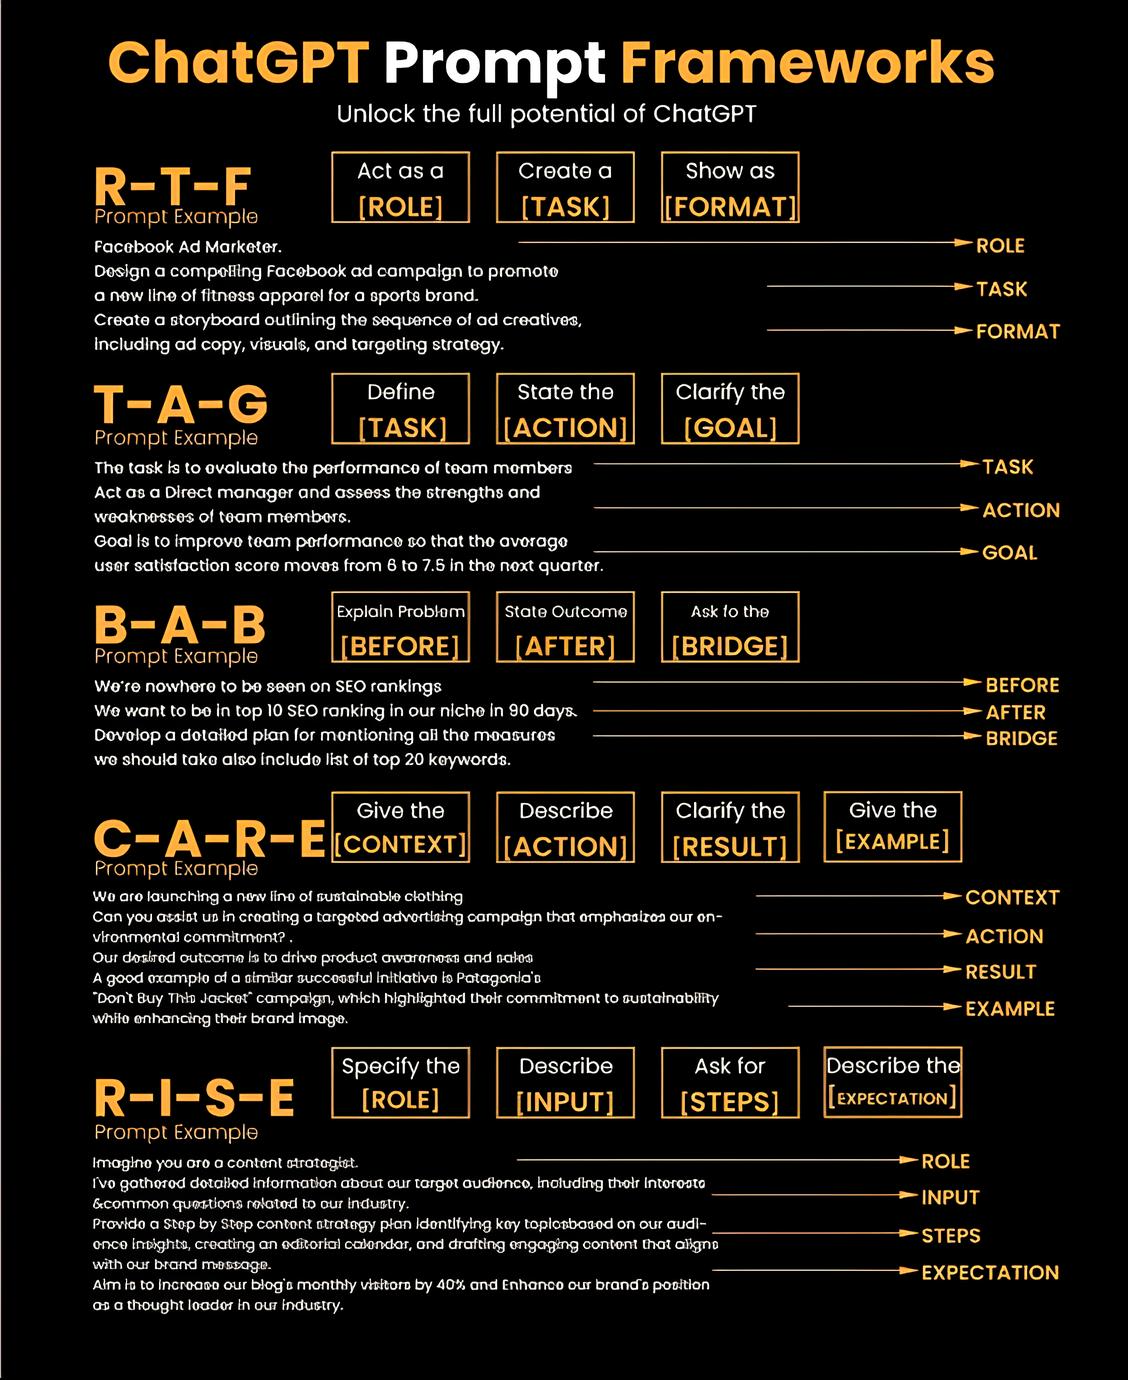 ChatGPT Prompt Frameworks
Unlock the full potential of ChatGPT
R-T-F
Prompt Example
Act as a
[ROLE]
Create a
[TASK]
Show as
[FORMAT]
Facebook Ad Marketer.
ROLE
Design a compelling Facebook ad campaign to promote
a new line of fitness apparel for a sports brand.
TASK
Create a storyboard outlining the sequence of ad creatives,
including ad copy, visuals, and targeting strategy.
FORMAT
T-A-G
Prompt Example
Define
[TASK]
State the
[ACTION]
Clarify the
[GOAL]
The task is to evaluate the performance of team members
TASK
Act as a Direct manager and assess the strengths and
weaknesses of team members.
ACTION
Goal is to improve team performance so that the average
user satisfaction score moves from 6 to 7.5 in the next quarter.
GOAL
B-A-B
Prompt Example
Explain Problem
[BEFORE]
State Outcome
[AFTER]
Ask fo the
[BRIDGE]
We're nowhere to be seen on SEO rankings
BEFORE
We want to be in top 10 SEO ranking in our niche in 90 days.
AFTER
Develop a detailed plan for mentioning all the measures
we should take also include list of top 20 keywords.
BRIDGE
C-A-R-E
Prompt Example
Give the
[CONTEXT]
Describe
[ACTION]
Clarify the
[RESULT]
Give the
[EXAMPLE]
We are launching a new line of sustainable clothing
CONTEXT
Can you assist us in creating a targeted advertising campaign that emphasizes our en-
vironmental commitment? .
ACTION
Our desired outcome is to drive product awareness and sales
RESULT
A good example of a similar successful initiative is Patagonia's
"Don't Buy This Jacket" campaign, which highlighted their commitment to sustainability
while enhancing their brand image.
EXAMPLE
R-I-S-E
Prompt Example
Specify the
[ROLE]
Describe
[INPUT]
Ask for
[STEPS]
Describe the
[EXPECTATION]
Imagine you are a content strategist.
ROLE
I've gathered detailed information about our target audience, including their interests
&common questions related to our industry.
INPUT
Provide a Step by Step content strategy plan identifying key topicsbased on our audi-
ence insights, creating an editorial calendar, and drafting engaging content that aligns
with our brand message.
STEPS
Aim is to increase our blog's monthly visitors by 40% and Enhance our brand's position
as a thought leader in our industry.
EXPECTATION